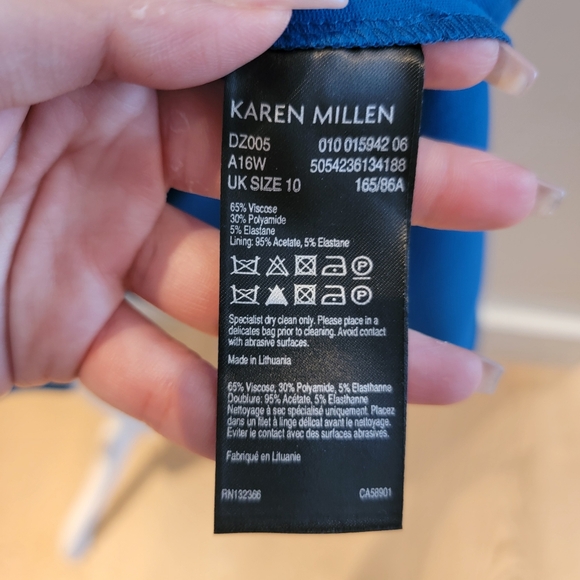 KAREN MILLEN
DZ005 010 015942 06
A16W 5054236134188
UK SIZE 10 165/86A
65% Viscose
30% Polyamide
5% Elastane
Lining: 95% Acetate, 5% Elastane
P
P
Specialist dry clean only. Please place in a
delicates bag prior to cleaning. Avoid contact
with abrasive surfaces.
Made in Lithuania
65% Viscose, 30% Polyamide, 5% Elasthanne
Doublure: 95% Acétate, 5% Elasthanne
Nettoyage à sec spécialisé uniquement. Placez
dans un filet à linge délicat avant le nettoyage.
Eviter le contact avec des surfaces abrasives.
Fabriqué en Lituanie
RN132366 CA58901